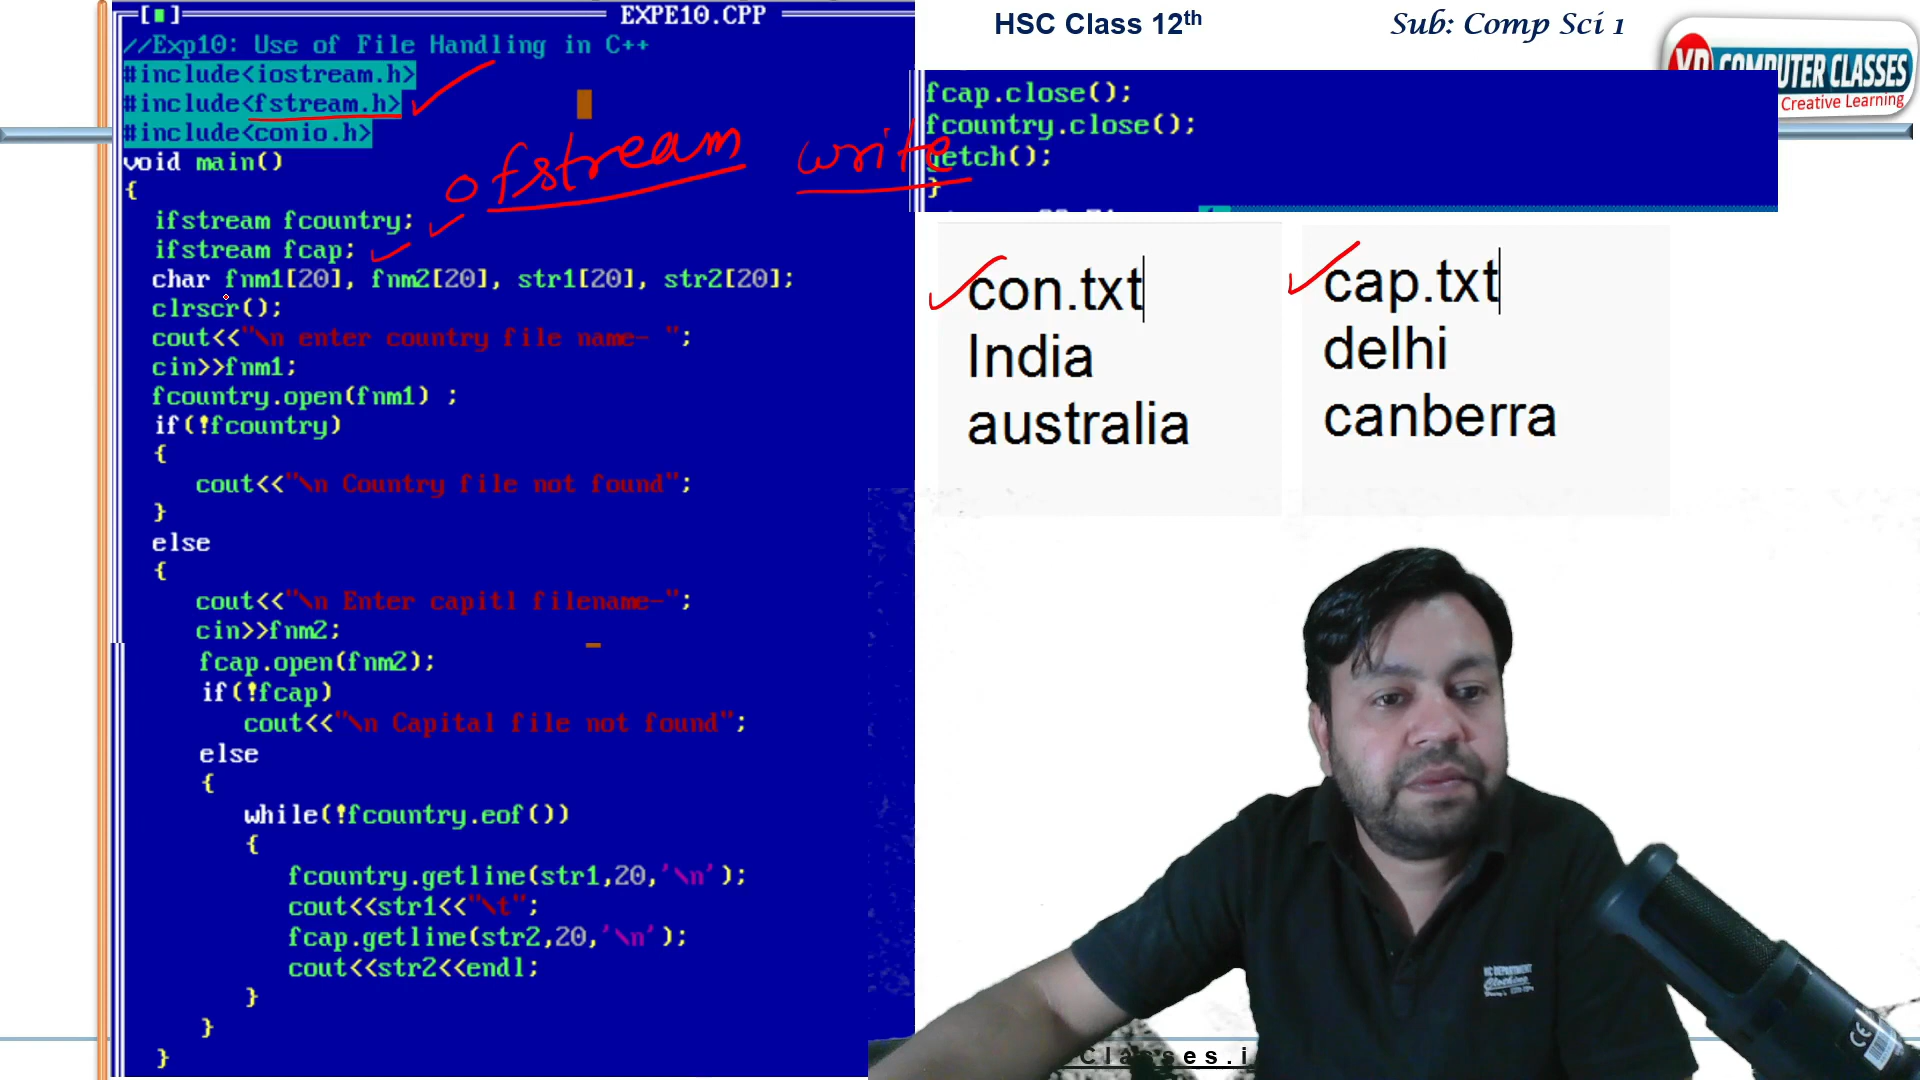 EXPE10.CPP
//Exp10: Use of File Handling in C++
#include<iostream.h>
#include<fstream.h>
#include<conio.h>
void main()
{
ifstream fcountry;
ifstream fcap;
char fnm1[20], fnm2[20], str1[20], str2[20];
clrscr();
cout<<"\n enter country file name- ";
cin>>fnm1;
fcountry.open(fnm1) ;
if(!fcountry)
{
cout<<"\n Country file not found";
}
else
{
cout<<"\n Enter capitl filename-";
cin>>fnm2;
fcap.open(fnm2);
if(!fcap)
cout<<"\n Capital file not found";
else
{
while(!fcountry.eof())
{
fcountry.getline(str1,20,'\n');
cout<<str1<<"\t";
fcap.getline(str2,20,'\n');
cout<<str2<<endl;
}
}
}
ofstream write
HSC Class 12th
Sub: Comp Sci 1
COMPUTER CLASSES
Creative Learning
fcap.close();
fcountry.close();
getch();
}
con.txt
India
australia
cap.txt
delhi
canberra